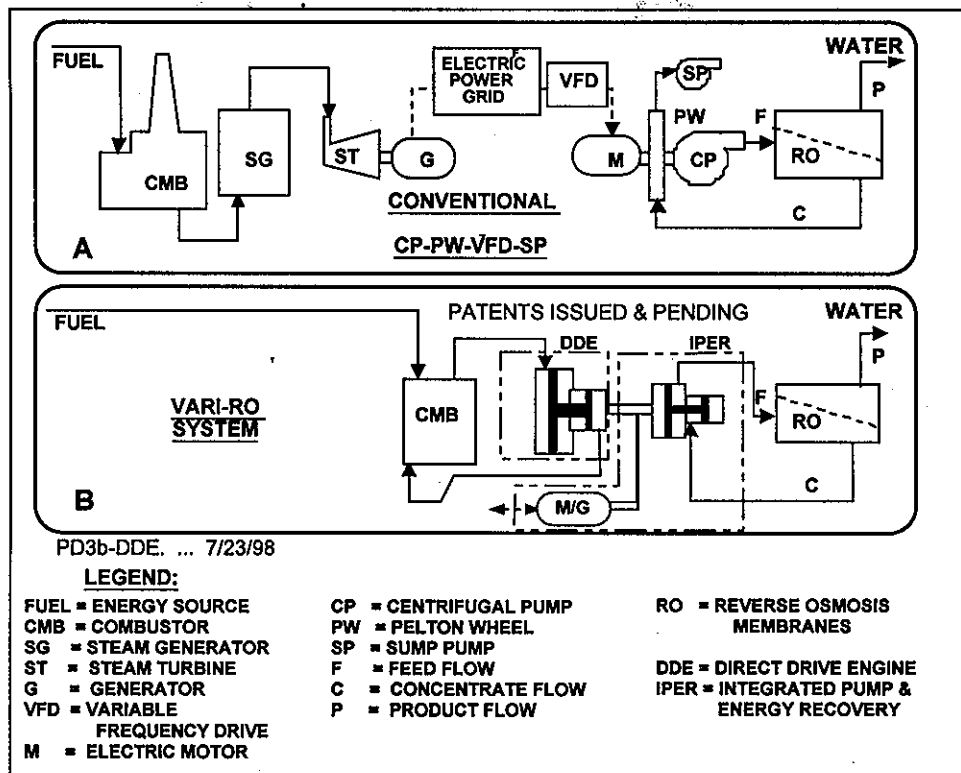 FUEL
WATER
ELECTRIC
POWER
GRID
VFD
SP
P
PW
F
CMB
SG
ST
G
M
CP
RO
C
CONVENTIONAL
CP-PW-VFD-SP
A
FUEL
PATENTS ISSUED & PENDING
WATER
DDE
IPER
P
VARI-RO
SYSTEM
CMB
F
RO
C
M/G
B
PD3b-DDE. ... 7/23/98
LEGEND:
FUEL = ENERGY SOURCE
CMB = COMBUSTOR
SG = STEAM GENERATOR
ST = STEAM TURBINE
G = GENERATOR
VFD = VARIABLE
FREQUENCY DRIVE
M = ELECTRIC MOTOR
CP = CENTRIFUGAL PUMP
PW = PELTON WHEEL
SP = SUMP PUMP
F = FEED FLOW
C = CONCENTRATE FLOW
P = PRODUCT FLOW
RO = REVERSE OSMOSIS
MEMBRANES
DDE = DIRECT DRIVE ENGINE
IPER = INTEGRATED PUMP &
ENERGY RECOVERY